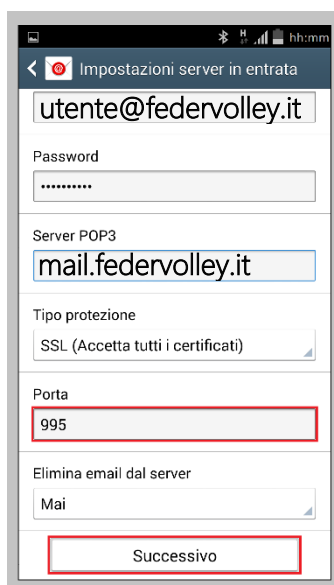 H hh:mm
Impostazioni server in entrata
utente@federvolley.it
Password
••••••••••
Server POP3
mail.federvolley.it
Tipo protezione
SSL (Accetta tutti i certificati)
Porta
995
Elimina email dal server
Mai
Successivo